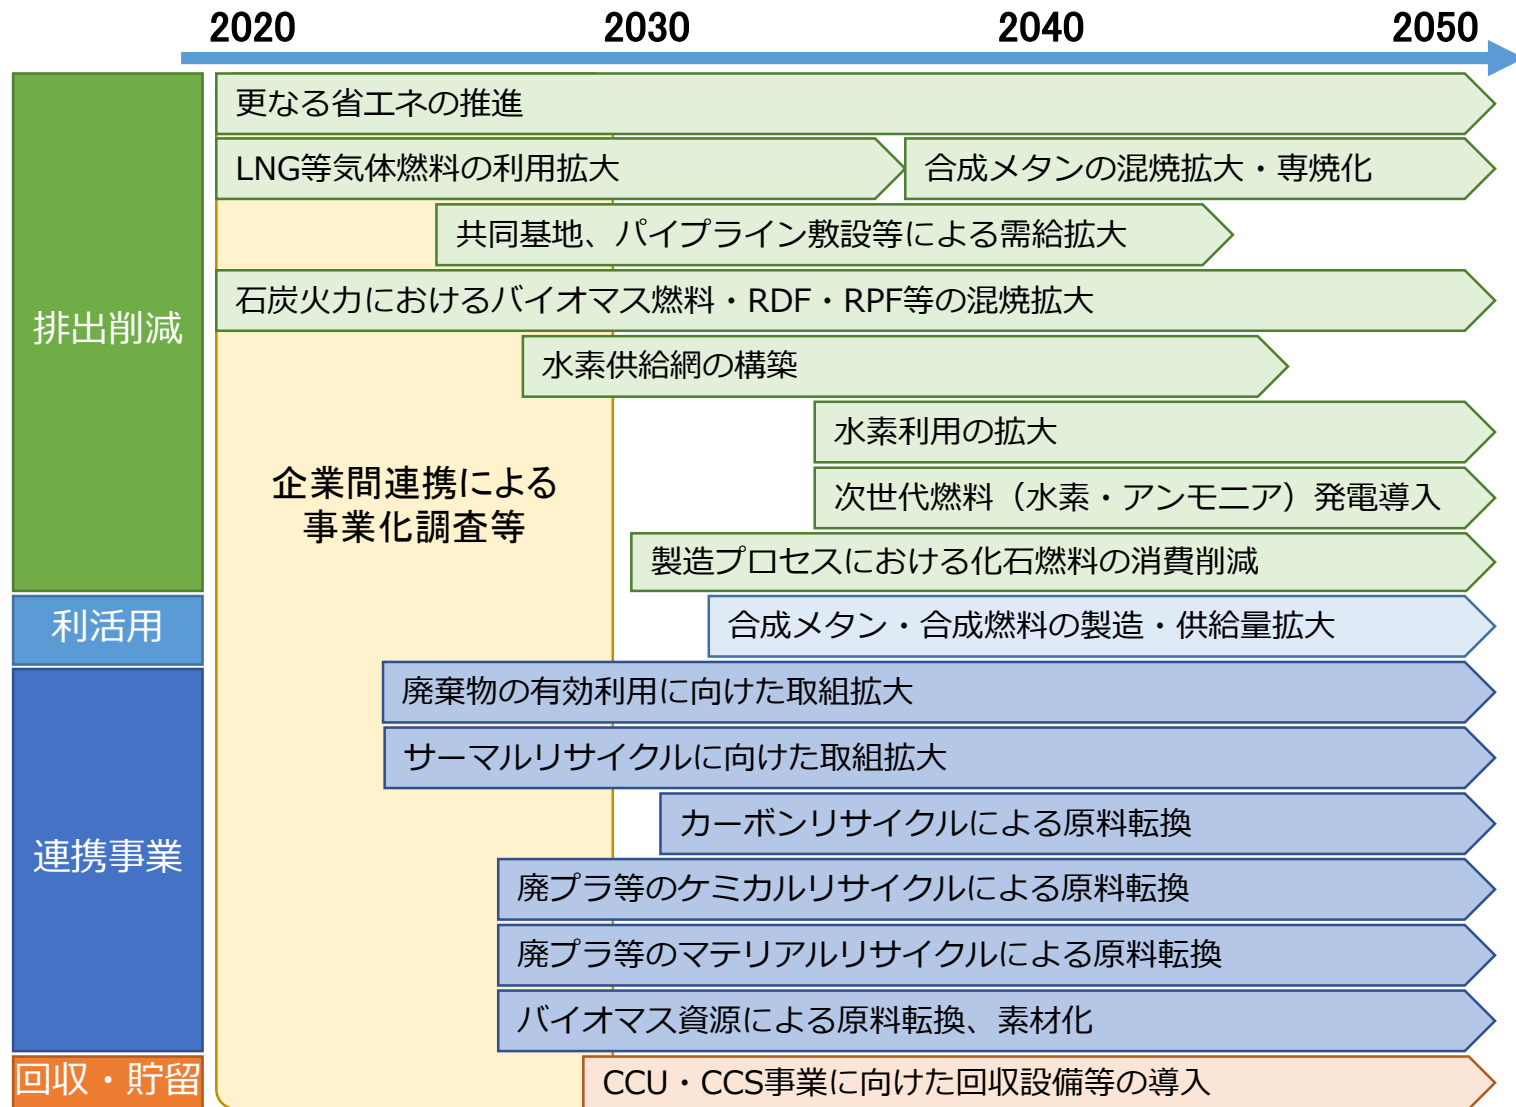 2020 2030 2040 2050
排出削減
更なる省エネの推進
LNG等気体燃料の利用拡大
合成メタンの混焼拡大・専焼化
共同基地、パイプライン敷設等による需給拡大
石炭火力におけるバイオマス燃料・RDF・RPF等の混焼拡大
水素供給網の構築
水素利用の拡大
次世代燃料（水素・アンモニア）発電導入
製造プロセスにおける化石燃料の消費削減
企業間連携による
事業化調査等
利活用
合成メタン・合成燃料の製造・供給量拡大
連携事業
廃棄物の有効利用に向けた取組拡大
サーマルリサイクルに向けた取組拡大
カーボンリサイクルによる原料転換
廃プラ等のケミカルリサイクルによる原料転換
廃プラ等のマテリアルリサイクルによる原料転換
バイオマス資源による原料転換、素材化
回収・貯留
CCU・CCS事業に向けた回収設備等の導入